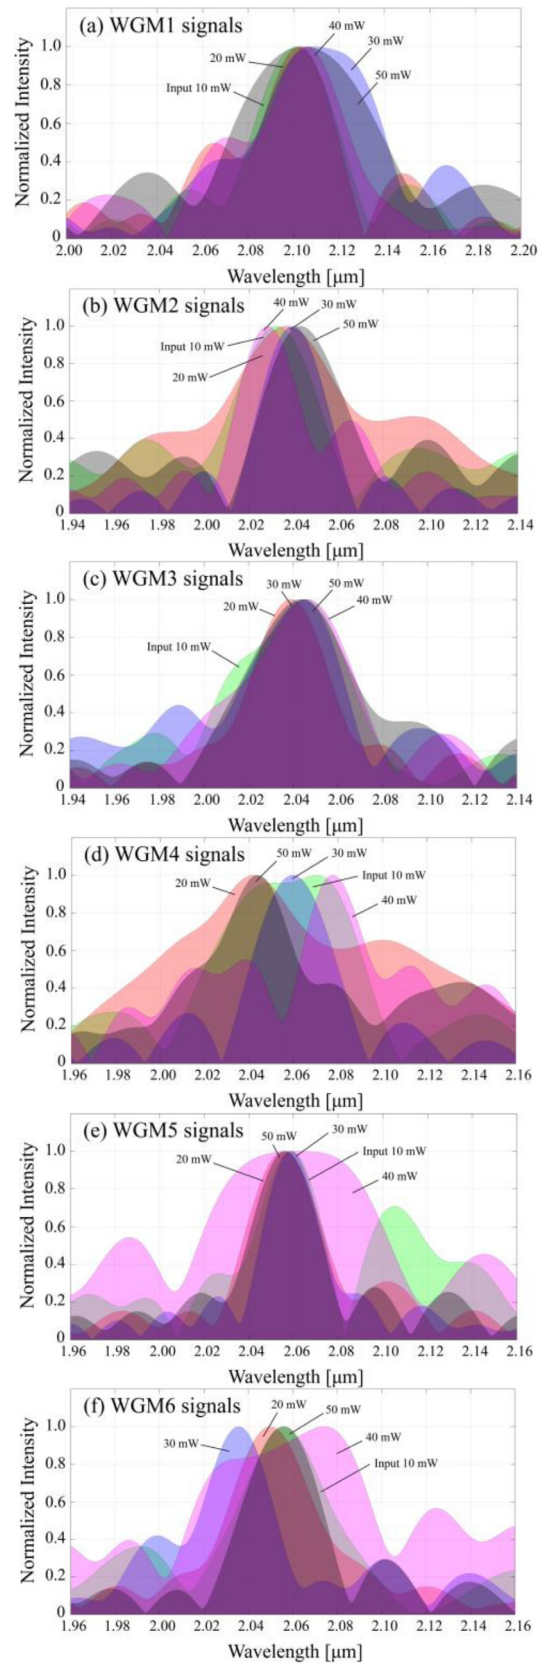 (a) WGM1 signals
40 mW
30 mW
20 mW
50 mW
Input 10 mW
Normalized Intensity
1.0
0.8
0.6
0.4
0.2
0
2.00 2.02 2.04 2.06 2.08 2.10 2.12 2.14 2.16 2.18 2.20
Wavelength [μm]
(b) WGM2 signals
40 mW
30 mW
50 mW
Input 10 mW
20 mW
Normalized Intensity
1.0
0.8
0.6
0.4
0.2
0
1.94 1.96 1.98 2.00 2.02 2.04 2.06 2.08 2.10 2.12 2.14
Wavelength [μm]
(c) WGM3 signals
30 mW
50 mW
20 mW
40 mW
Input 10 mW
Normalized Intensity
1.0
0.8
0.6
0.4
0.2
0
1.94 1.96 1.98 2.00 2.02 2.04 2.06 2.08 2.10 2.12 2.14
Wavelength [μm]
(d) WGM4 signals
50 mW
30 mW
20 mW
Input 10 mW
40 mW
Normalized Intensity
1.0
0.8
0.6
0.4
0.2
0
1.96 1.98 2.00 2.02 2.04 2.06 2.08 2.10 2.12 2.14 2.16
Wavelength [μm]
(e) WGM5 signals
30 mW
50 mW
20 mW
Input 10 mW
40 mW
Normalized Intensity
1.0
0.8
0.6
0.4
0.2
0
1.96 1.98 2.00 2.02 2.04 2.06 2.08 2.10 2.12 2.14 2.16
Wavelength [μm]
(f) WGM6 signals
20 mW
50 mW
30 mW
40 mW
Input 10 mW
Normalized Intensity
1.0
0.8
0.6
0.4
0.2
0
1.96 1.98 2.00 2.02 2.04 2.06 2.08 2.10 2.12 2.14 2.16
Wavelength [μm]